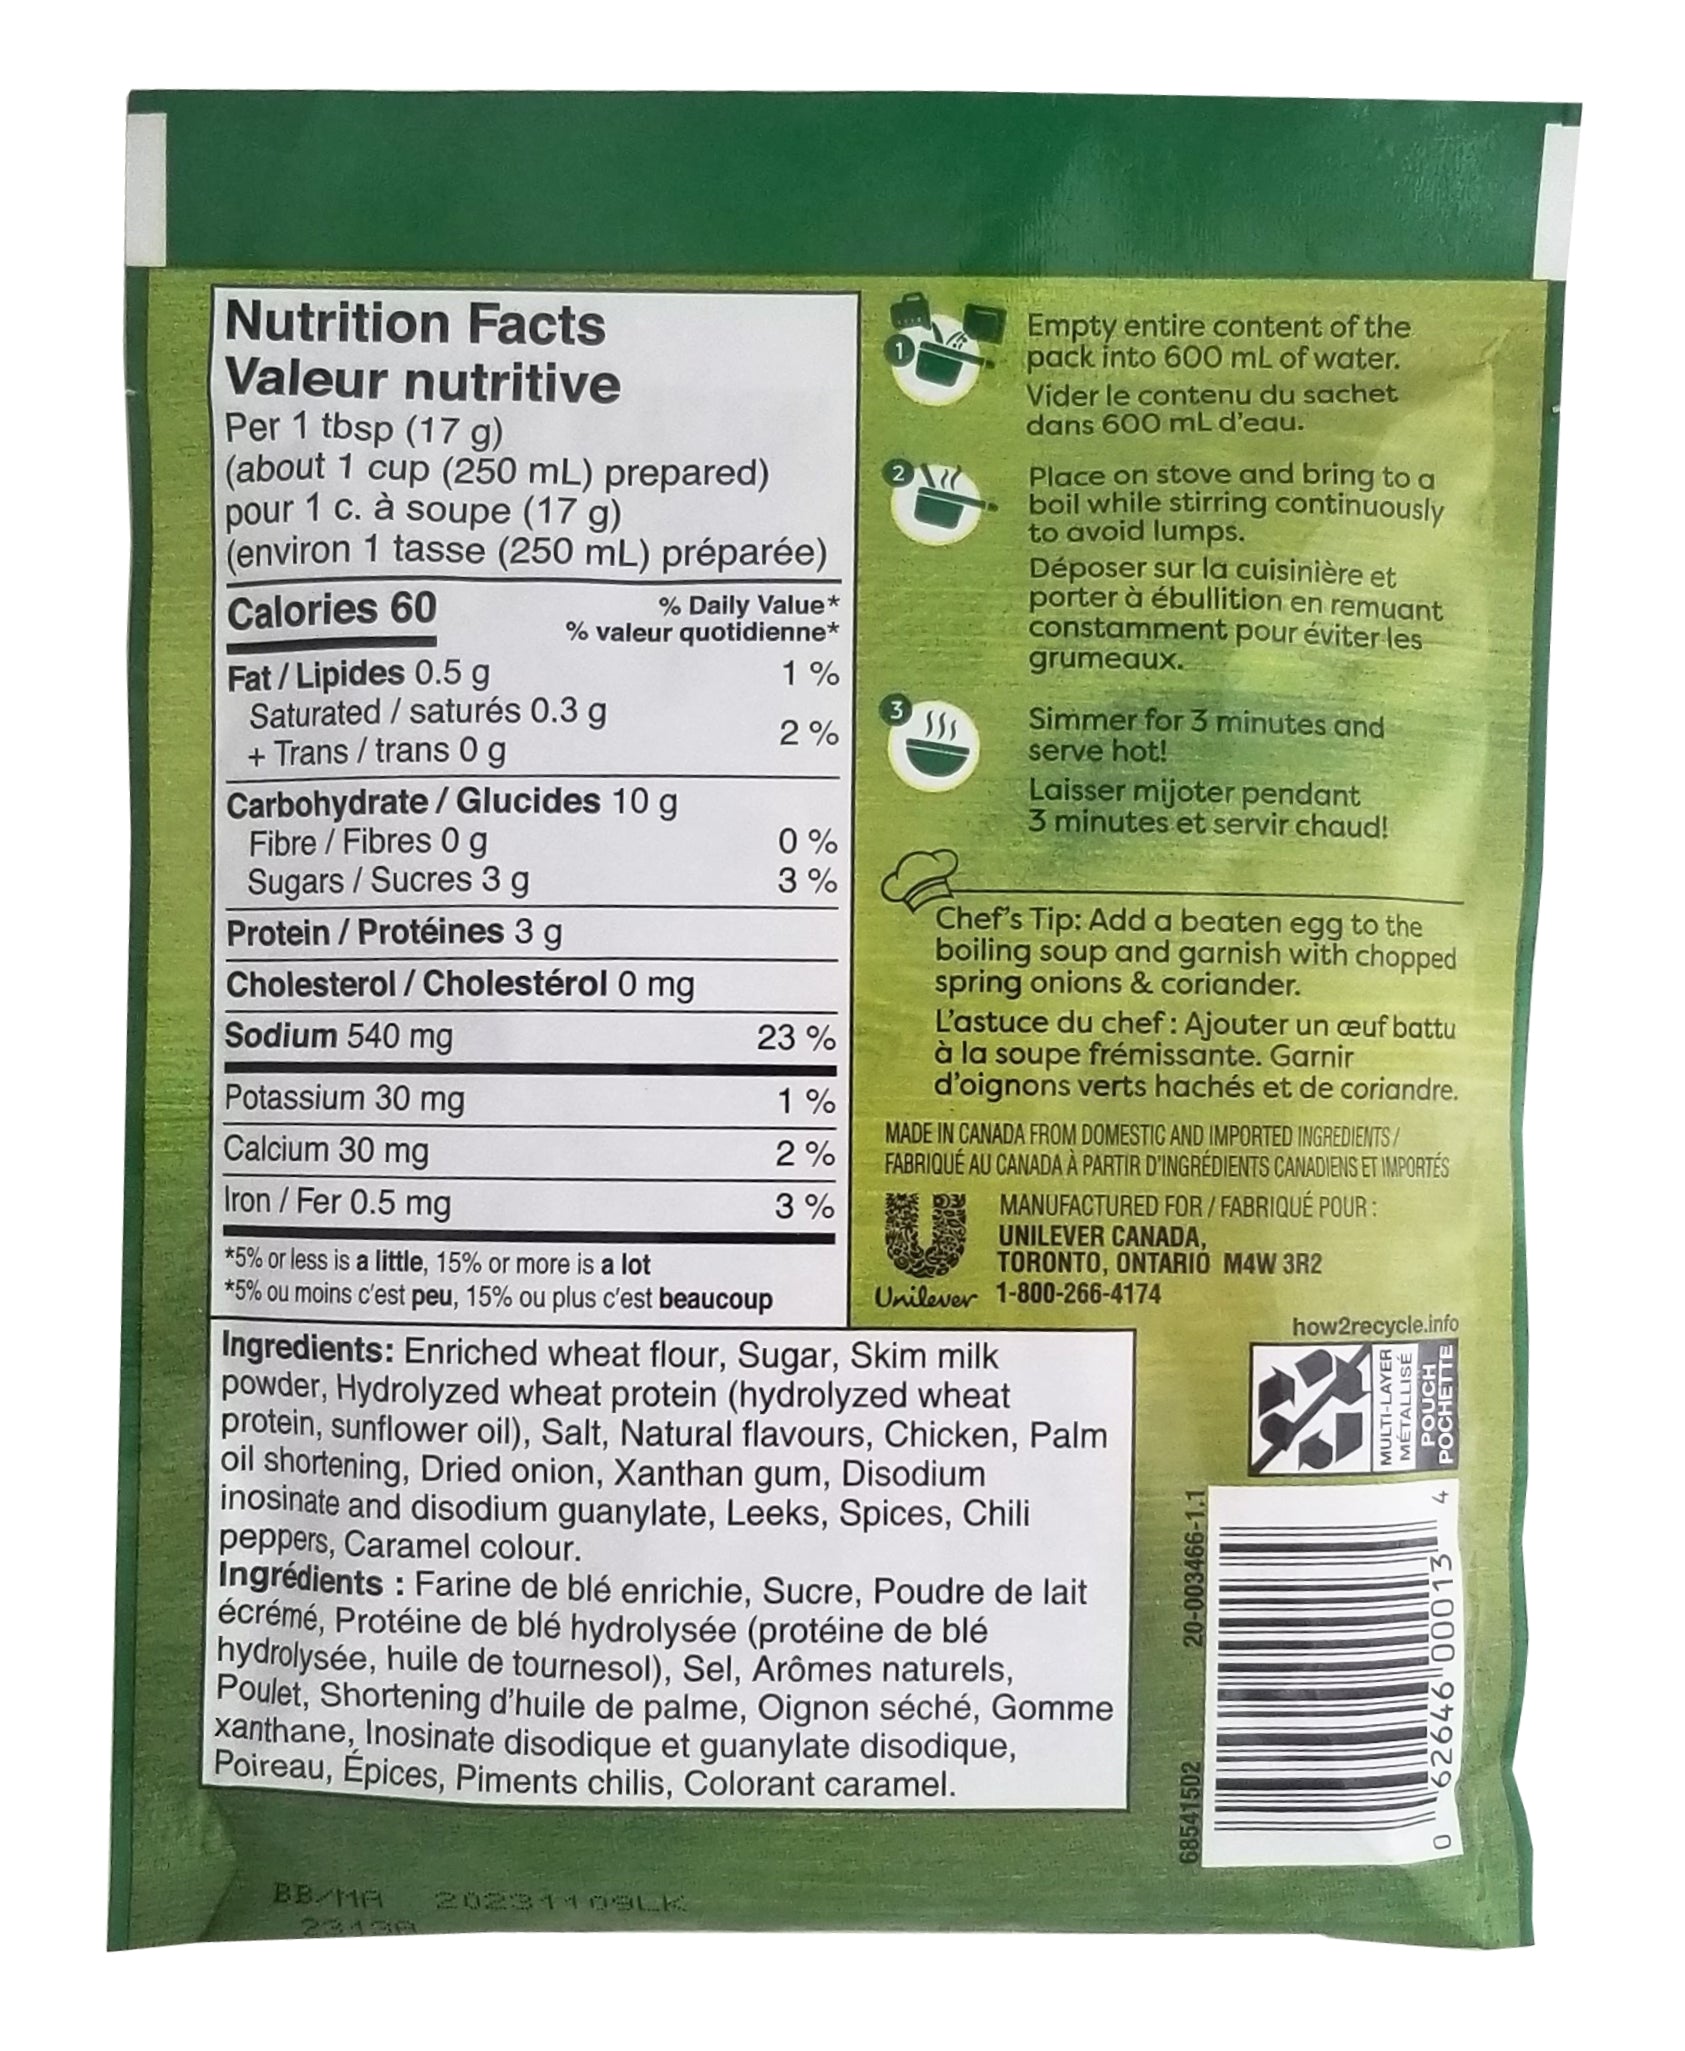 Nutrition Facts
Valeur nutritive
Per 1 tbsp (17 g)
(about 1 cup (250 mL) prepared)
pour 1 c. à soupe (17 g)
(environ 1 tasse (250 mL) préparée)
Calories 60
% Daily Value*
% valeur quotidienne*
Fat / Lipides 0.5 g 1 %
Saturated / saturés 0.3 g
+ Trans / trans 0 g 2 %
Carbohydrate / Glucides 10 g
Fibre / Fibres 0 g 0 %
Sugars / Sucres 3 g 3 %
Protein / Protéines 3 g
Cholesterol / Cholestérol 0 mg
Sodium 540 mg 23 %
Potassium 30 mg 1 %
Calcium 30 mg 2 %
Iron / Fer 0.5 mg 3 %
*5% or less is a little, 15% or more is a lot
*5% ou moins c'est peu, 15% ou plus c'est beaucoup
Ingredients: Enriched wheat flour, Sugar, Skim milk
powder, Hydrolyzed wheat protein (hydrolyzed wheat
protein, sunflower oil), Salt, Natural flavours, Chicken, Palm
oil shortening, Dried onion, Xanthan gum, Disodium
inosinate and disodium guanylate, Leeks, Spices, Chili
peppers, Caramel colour.
Ingrédients : Farine de blé enrichie, Sucre, Poudre de lait
écrémé, Protéine de blé hydrolysée (protéine de blé
hydrolysée, huile de tournesol), Sel, Arômes naturels,
Poulet, Shortening d'huile de palme, Oignon séché, Gomme
xanthane, Inosinate disodique et guanylate disodique,
Poireau, Épices, Piments chilis, Colorant caramel.
1
Empty entire content of the
pack into 600 mL of water.
Vider le contenu du sachet
dans 600 mL d'eau.
2
Place on stove and bring to a
boil while stirring continuously
to avoid lumps.
Déposer sur la cuisinière et
porter à ébullition en remuant
constamment pour éviter les
grumeaux.
3
Simmer for 3 minutes and
serve hot!
Laisser mijoter pendant
3 minutes et servir chaud!
Chef's Tip: Add a beaten egg to the
boiling soup and garnish with chopped
spring onions & coriander.
L'astuce du chef : Ajouter un œuf battu
à la soupe frémissante. Garnir
d'oignons verts hachés et de coriandre.
MADE IN CANADA FROM DOMESTIC AND IMPORTED INGREDIENTS /
FABRIQUÉ AU CANADA À PARTIR D'INGRÉDIENTS CANADIENS ET IMPORTÉS
MANUFACTURED FOR / FABRIQUÉ POUR :
UNILEVER CANADA,
TORONTO, ONTARIO M4W 3R2
1-800-266-4174
Unilever
how2recycle.info
MULTI-LAYER
MÉTALLISÉ
POUCH
POCHETTE
68541502 20-003466-1.1
0 62646 00013 4
BB/MA 20231109LK